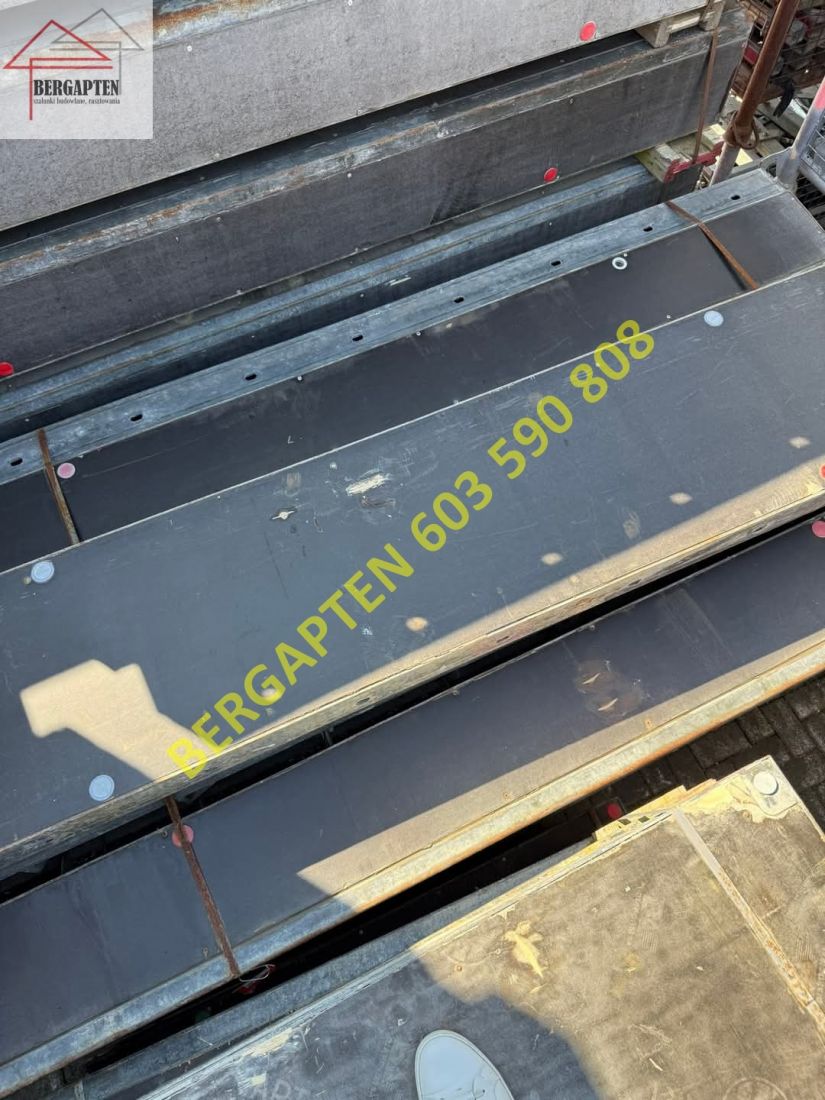 BERGAPTEN
szalunki budowlane, rusztowania
BERGAPTEN 603 590 808